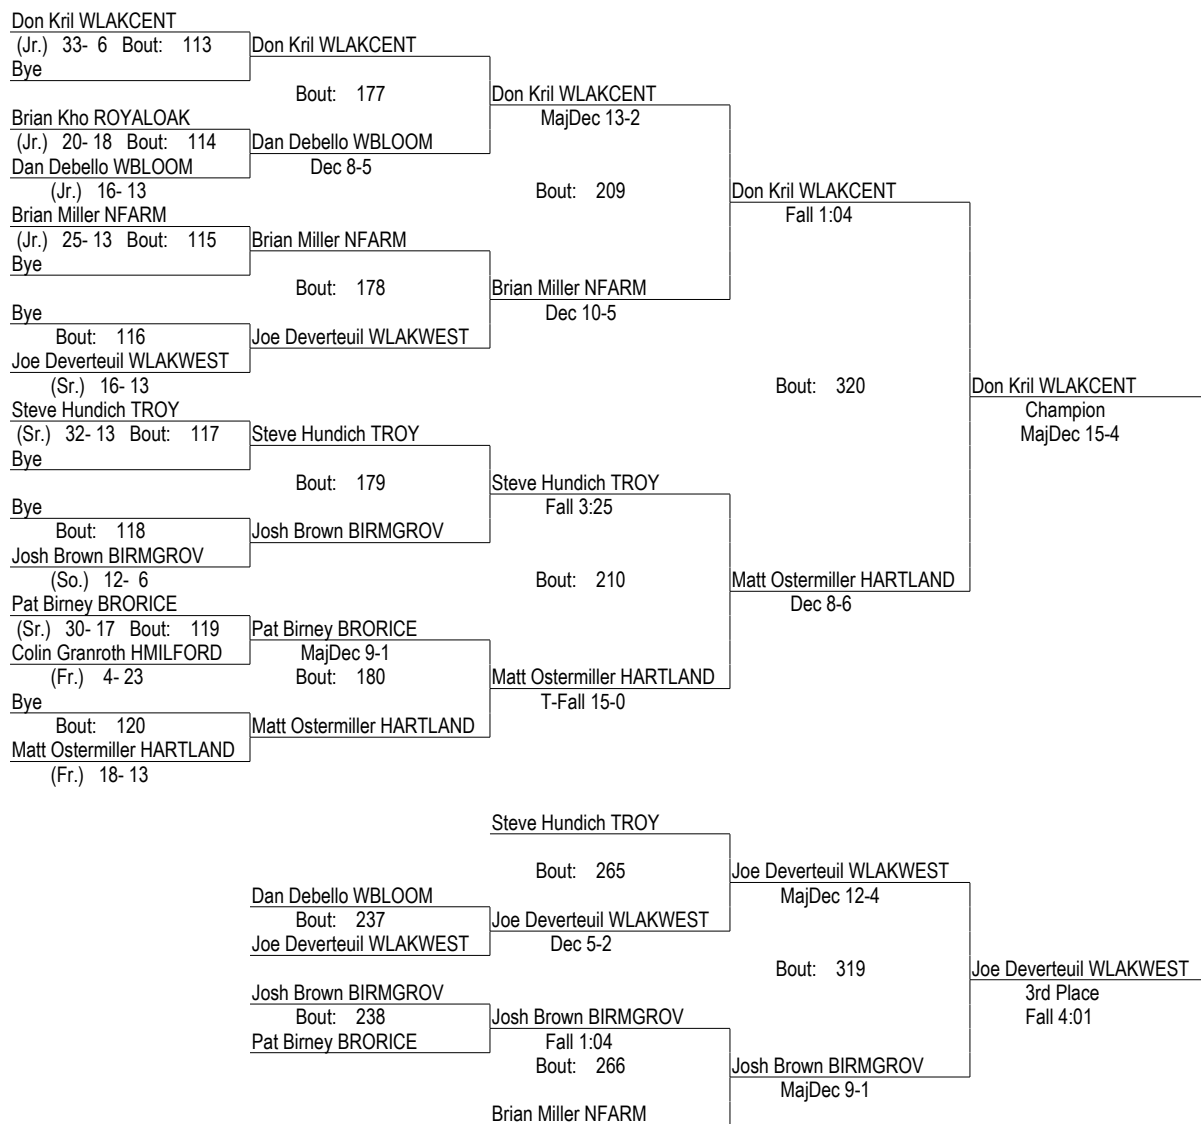 Don Kril WLAKCENT
(Jr.) 33- 6 Bout: 113
Bye
Don Kril WLAKCENT
Bout: 177
Brian Kho ROYALOAK
(Jr.) 20- 18 Bout: 114
Dan Debello WBLOOM
(Jr.) 16- 13
Dan Debello WBLOOM
Dec 8-5
Don Kril WLAKCENT
MajDec 13-2
Bout: 209
Brian Miller NFARM
(Jr.) 25- 13 Bout: 115
Bye
Brian Miller NFARM
Bout: 178
Bye
Bout: 116
Joe Deverteuil WLAKWEST
(Sr.) 16- 13
Joe Deverteuil WLAKWEST
Brian Miller NFARM
Dec 10-5
Don Kril WLAKCENT
Fall 1:04
Bout: 320
Steve Hundich TROY
(Sr.) 32- 13 Bout: 117
Bye
Steve Hundich TROY
Bout: 179
Bye
Bout: 118
Josh Brown BIRMGROV
(So.) 12- 6
Josh Brown BIRMGROV
Steve Hundich TROY
Fall 3:25
Bout: 210
Pat Birney BRORICE
(Sr.) 30- 17 Bout: 119
Colin Granroth HMILFORD
(Fr.) 4- 23
Pat Birney BRORICE
MajDec 9-1
Bout: 180
Bye
Bout: 120
Matt Ostermiller HARTLAND
(Fr.) 18- 13
Matt Ostermiller HARTLAND
Matt Ostermiller HARTLAND
T-Fall 15-0
Matt Ostermiller HARTLAND
Dec 8-6
Don Kril WLAKCENT
Champion
MajDec 15-4
Steve Hundich TROY
Bout: 265
Dan Debello WBLOOM
Bout: 237
Joe Deverteuil WLAKWEST
Joe Deverteuil WLAKWEST
Dec 5-2
Joe Deverteuil WLAKWEST
MajDec 12-4
Bout: 319
Josh Brown BIRMGROV
Bout: 238
Pat Birney BRORICE
Josh Brown BIRMGROV
Fall 1:04
Bout: 266
Brian Miller NFARM
Josh Brown BIRMGROV
MajDec 9-1
Joe Deverteuil WLAKWEST
3rd Place
Fall 4:01